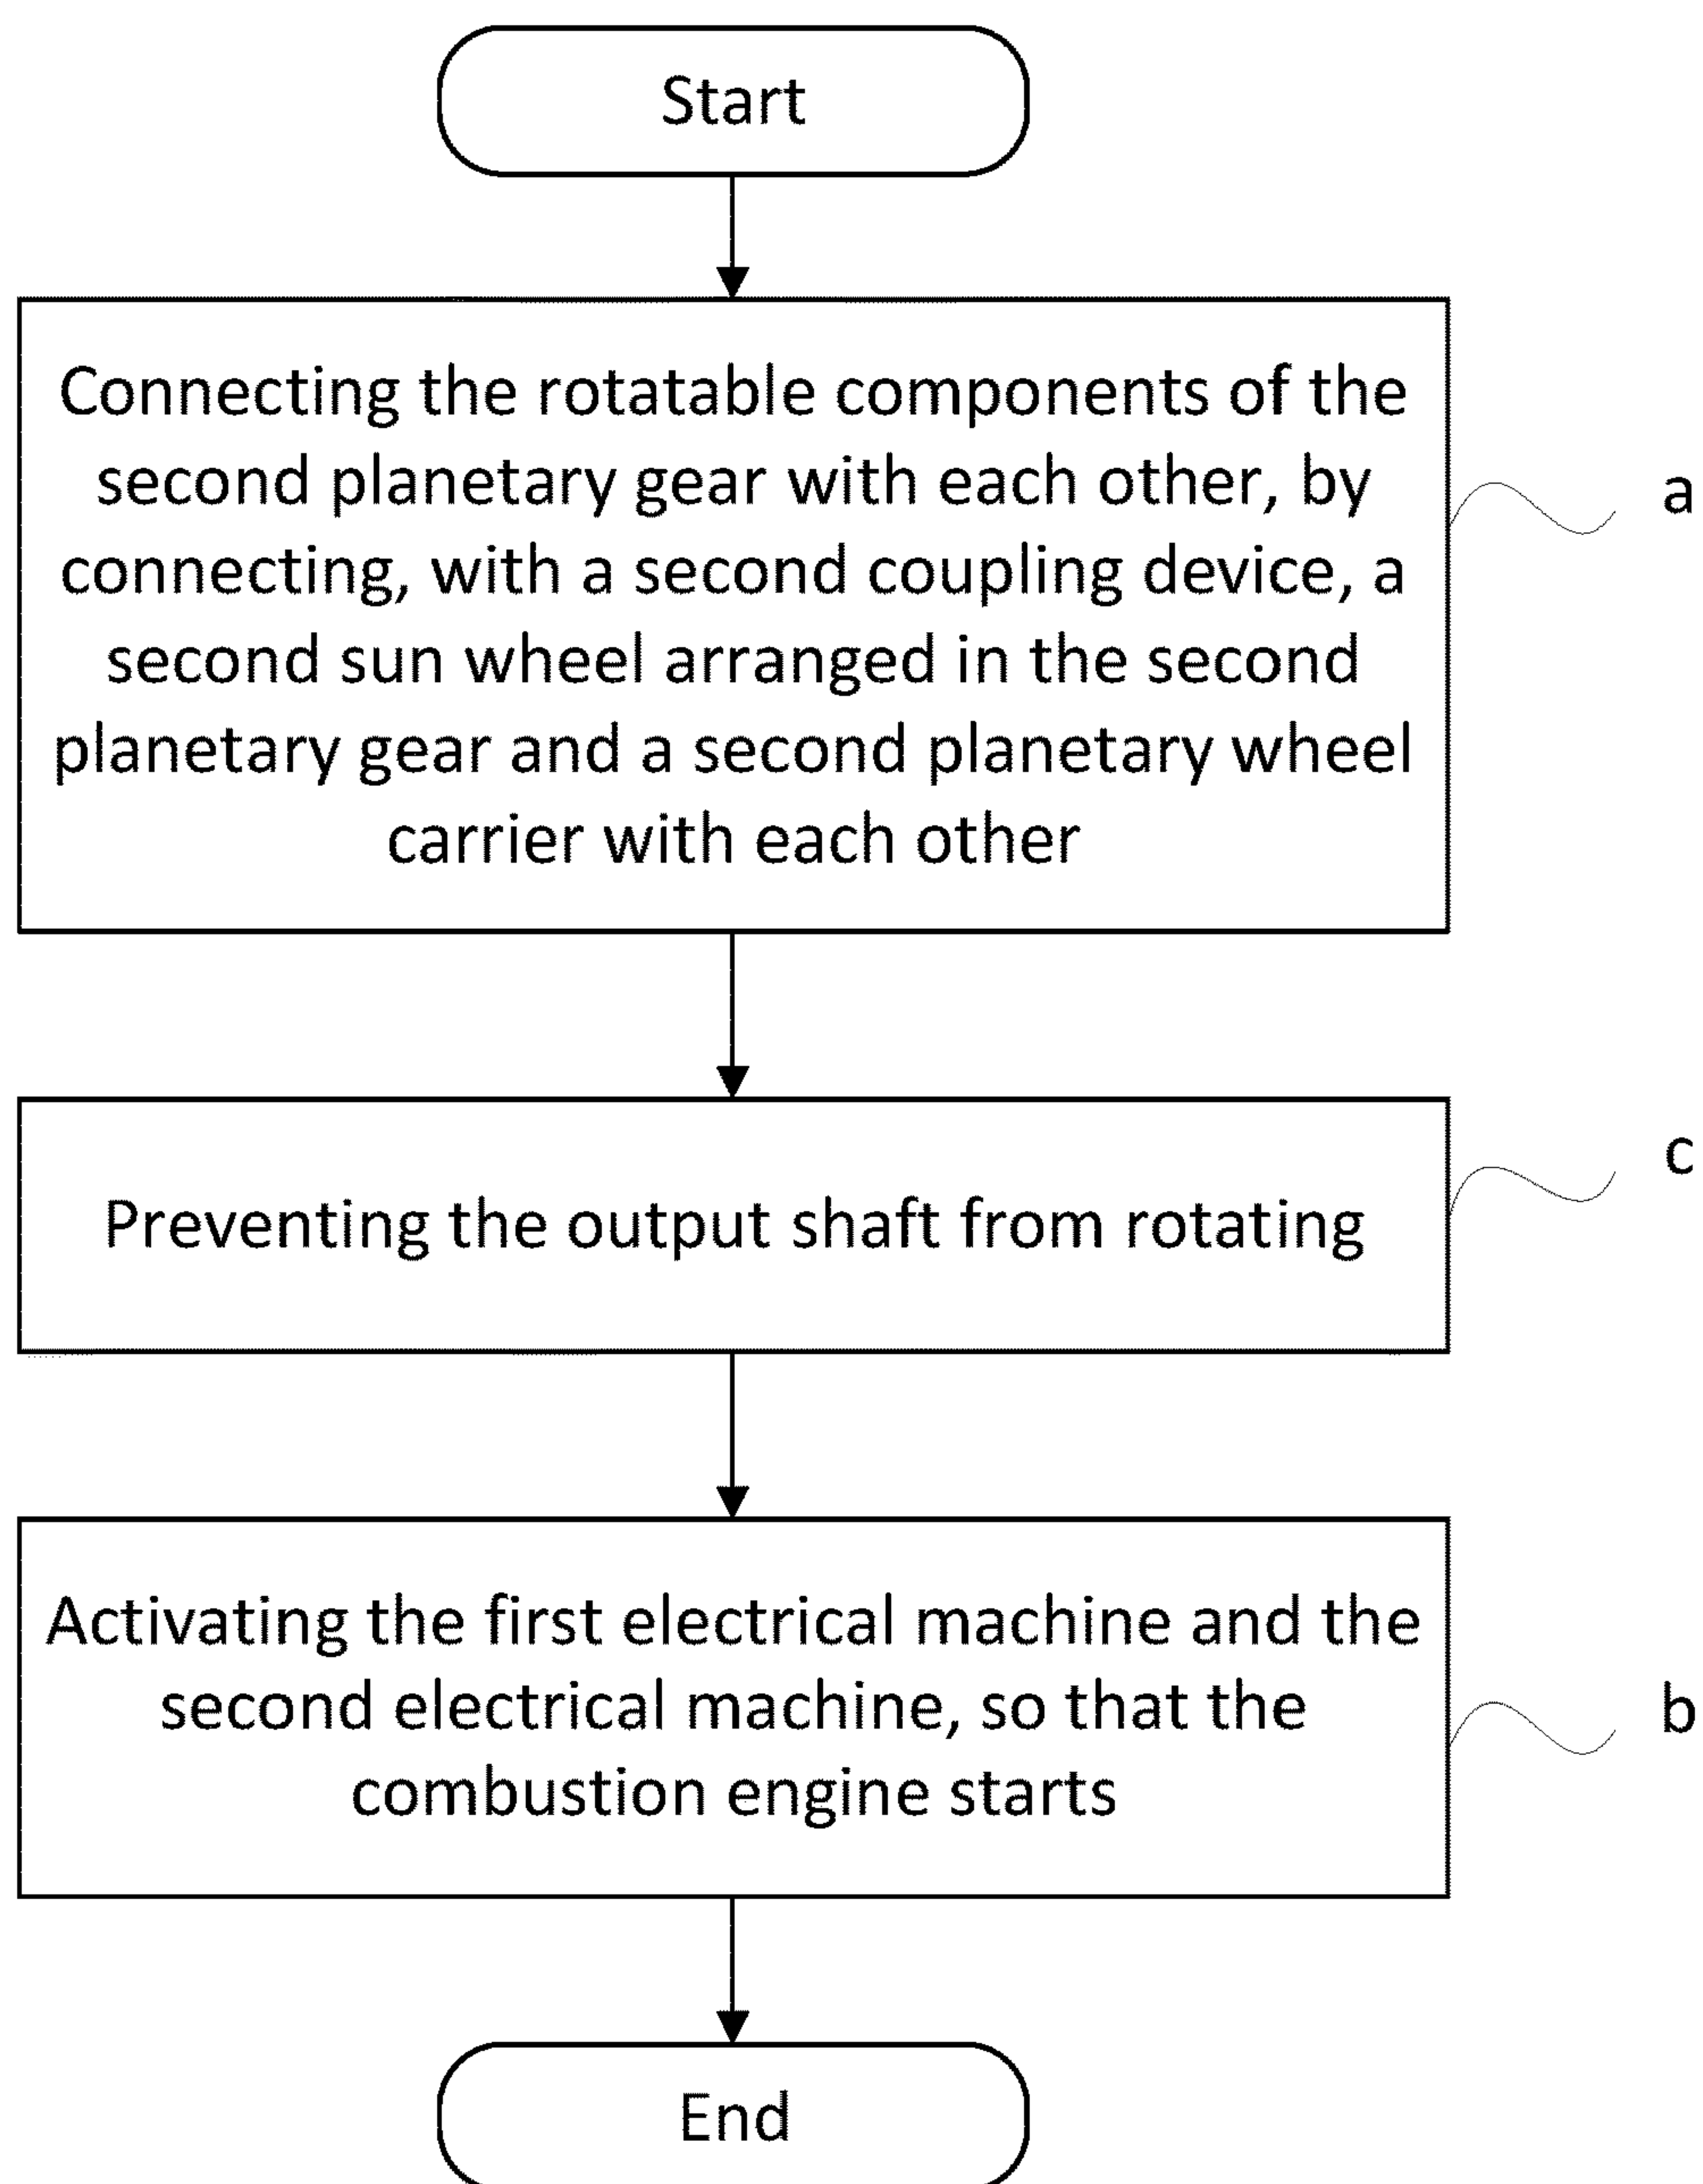 Start
Connecting the rotatable components of the
second planetary gear with each other, by
connecting, with a second coupling device, a
second sun wheel arranged in the second
planetary gear and a second planetary wheel
carrier with each other
a
Preventing the output shaft from rotating
c
Activating the first electrical machine and the
second electrical machine, so that the
combustion engine starts
b
End